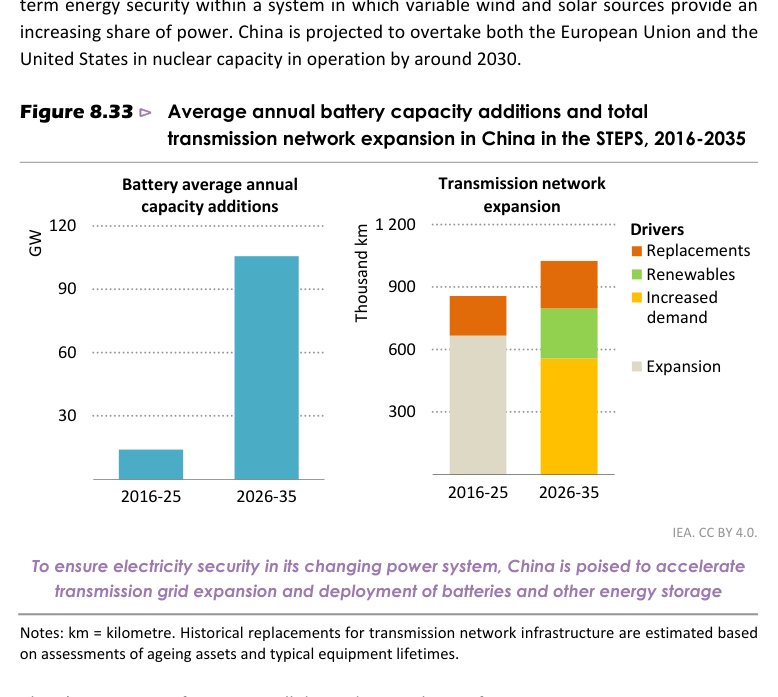 term energy security within a system in which variable wind and solar sources provide an
increasing share of power. China is projected to overtake both the European Union and the
United States in nuclear capacity in operation by around 2030.
Figure 8.33 ▷ Average annual battery capacity additions and total
transmission network expansion in China in the STEPS, 2016-2035
Battery average annual
capacity additions
GW
120
90
60
30
2016-25 2026-35
Transmission network
expansion
Thousand km
1 200
900
600
300
2016-25 2026-35
Drivers
Replacements
Renewables
Increased
demand
Expansion
IEA. CC BY 4.0.
To ensure electricity security in its changing power system, China is poised to accelerate
transmission grid expansion and deployment of batteries and other energy storage
Notes: km = kilometre. Historical replacements for transmission network infrastructure are estimated based
on assessments of ageing assets and typical equipment lifetimes.